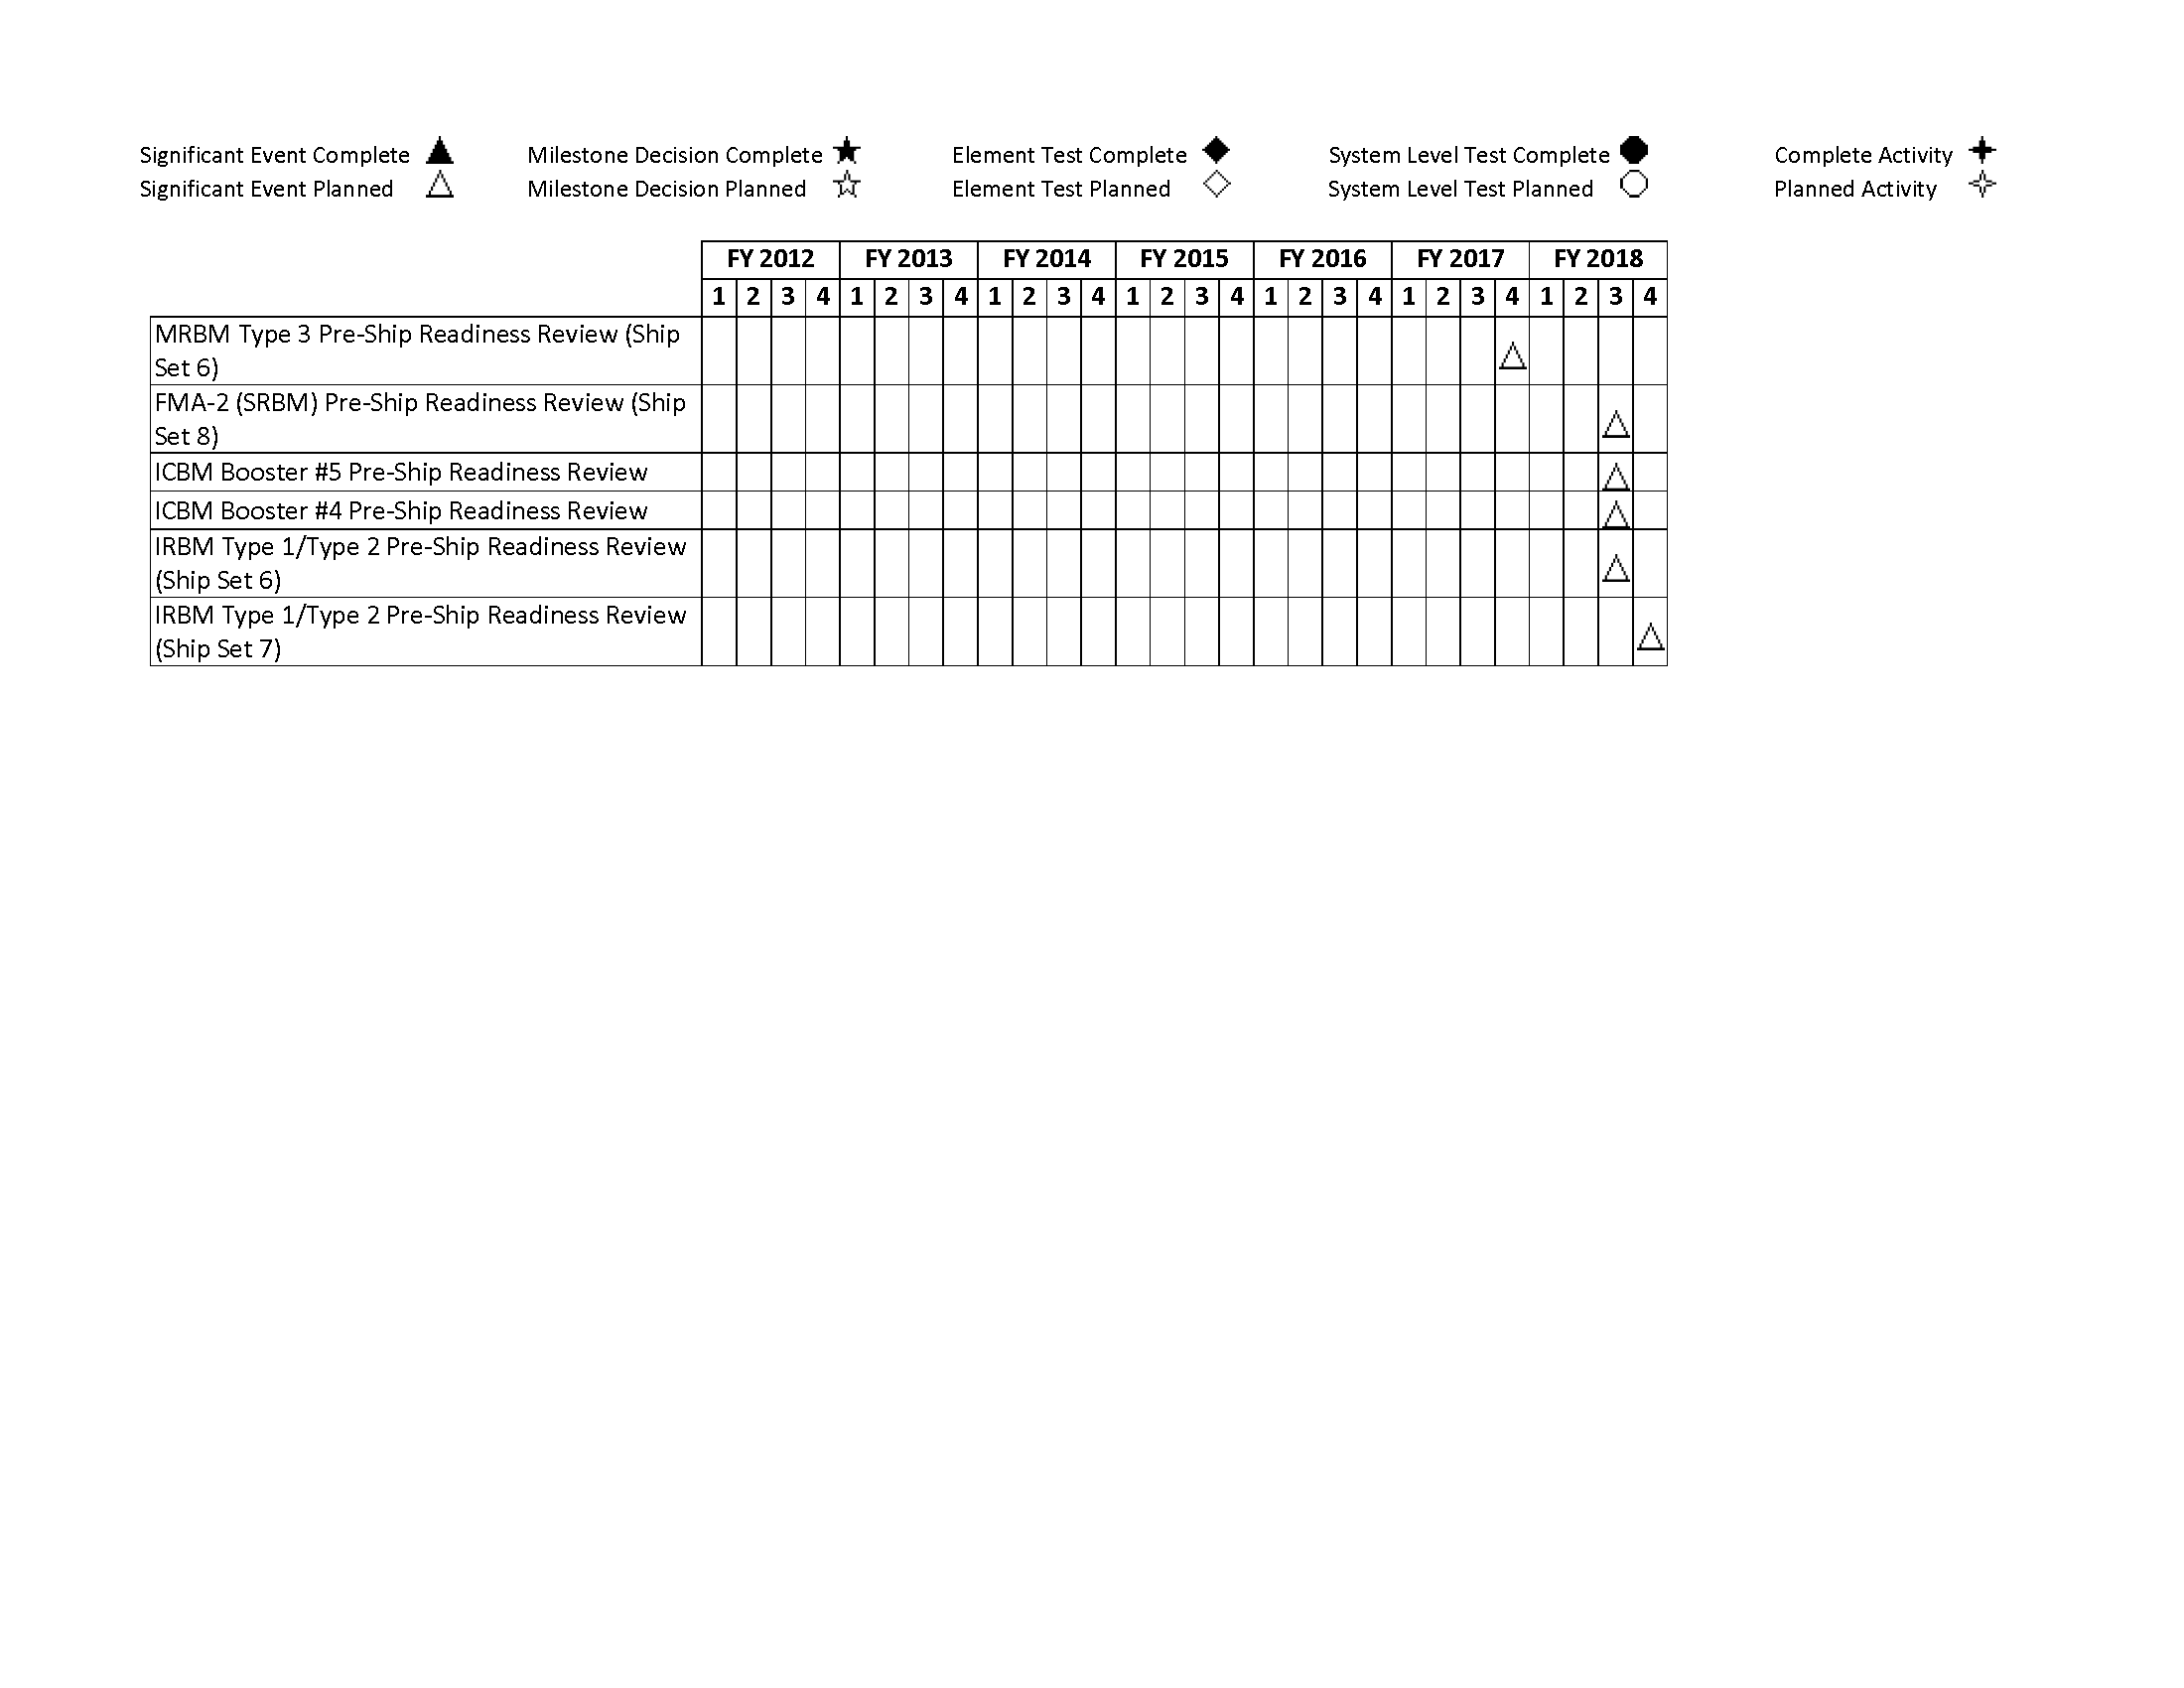 Significant Event Complete Milestone Decision Complete Element Test Complete System Level Test Complete Complete Activity
Significant Event Planned Milestone Decision Planned Element Test Planned System Level Test Planned Planned Activity
FY 2012 FY 2013 FY 2014 FY 2015 FY 2016 FY 2017 FY 2018
1 2 3 4 1 2 3 4 1 2 3 4 1 2 3 4 1 2 3 4 1 2 3 4 1 2 3 4
MRBM Type 3 Pre-Ship Readiness Review (Ship
Set 6)
FMA-2 (SRBM) Pre-Ship Readiness Review (Ship
Set 8)
ICBM Booster #5 Pre-Ship Readiness Review
ICBM Booster #4 Pre-Ship Readiness Review
IRBM Type 1/Type 2 Pre-Ship Readiness Review
(Ship Set 6)
IRBM Type 1/Type 2 Pre-Ship Readiness Review
(Ship Set 7)